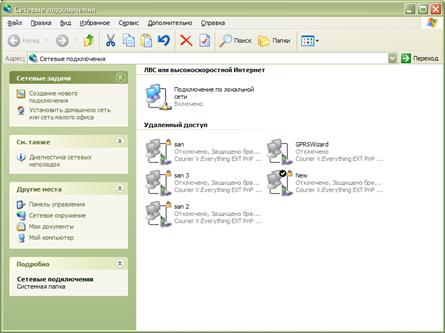 Сетевые подключения
Файл Правка Вид Избранное Сервис Дополнительно Справка
Назад Поиск Папки
Адрес: Сетевые подключения Переход
Сетевые задачи
Создание нового подключения
Установить домашнюю сеть или сеть малого офиса
См. также
Диагностика сетевых неполадок
Другие места
Панель управления
Сетевое окружение
Мои документы
Мой компьютер
Подробно
Сетевые подключения
Системная папка
ЛВС или высокоскоростной Интернет
Подключение по локальной сети
Включено
Удаленный доступ
san
Отключено, Защищено бра...
Courier V.Everything EXT PnP ...
GPRSWizard
Отключено
Courier V.Everything EXT PnP ...
san 3
Отключено, Защищено бра...
Courier V.Everything EXT PnP ...
New
Отключено, Защищено бра...
Courier V.Everything EXT PnP ...
san 2
Отключено, Защищено бра...
Courier V.Everything EXT PnP ...